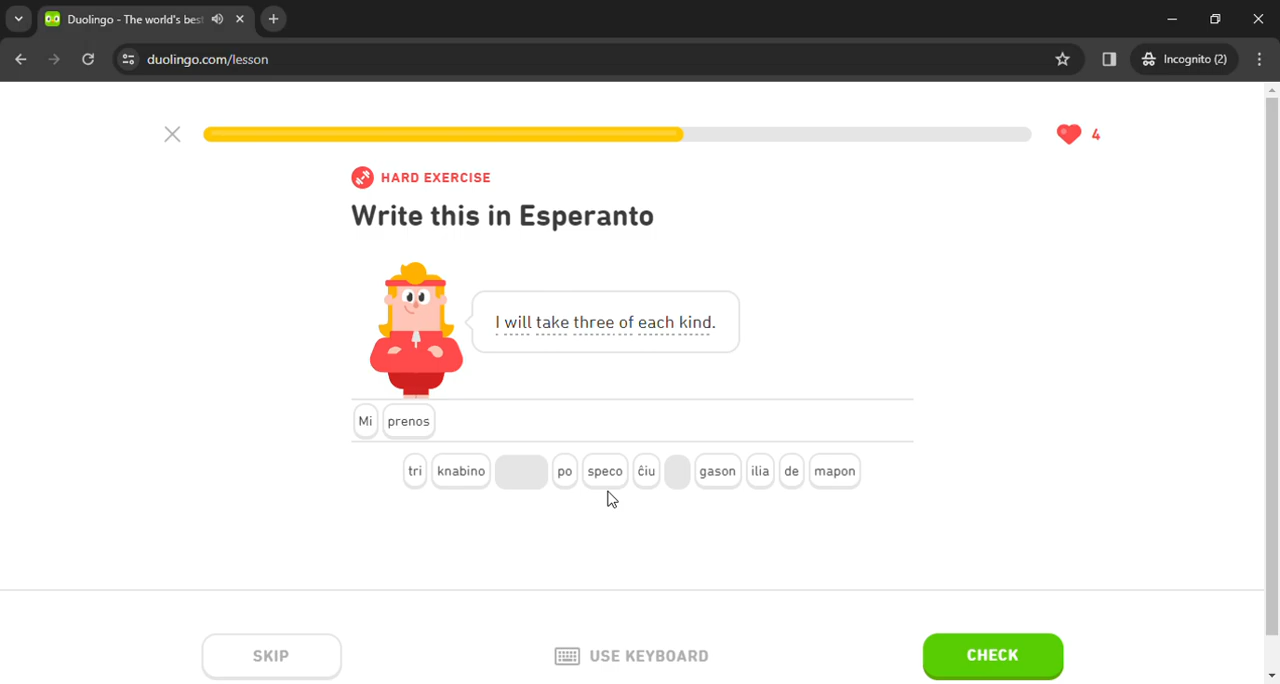 Duolingo - The world's bes
duolingo.com/lesson
Incognito (2)
4
HARD EXERCISE
Write this in Esperanto
I will take three of each kind.
Mi prenos
tri knabino po speco ĉiu gason ilia de mapon
SKIP
USE KEYBOARD
CHECK